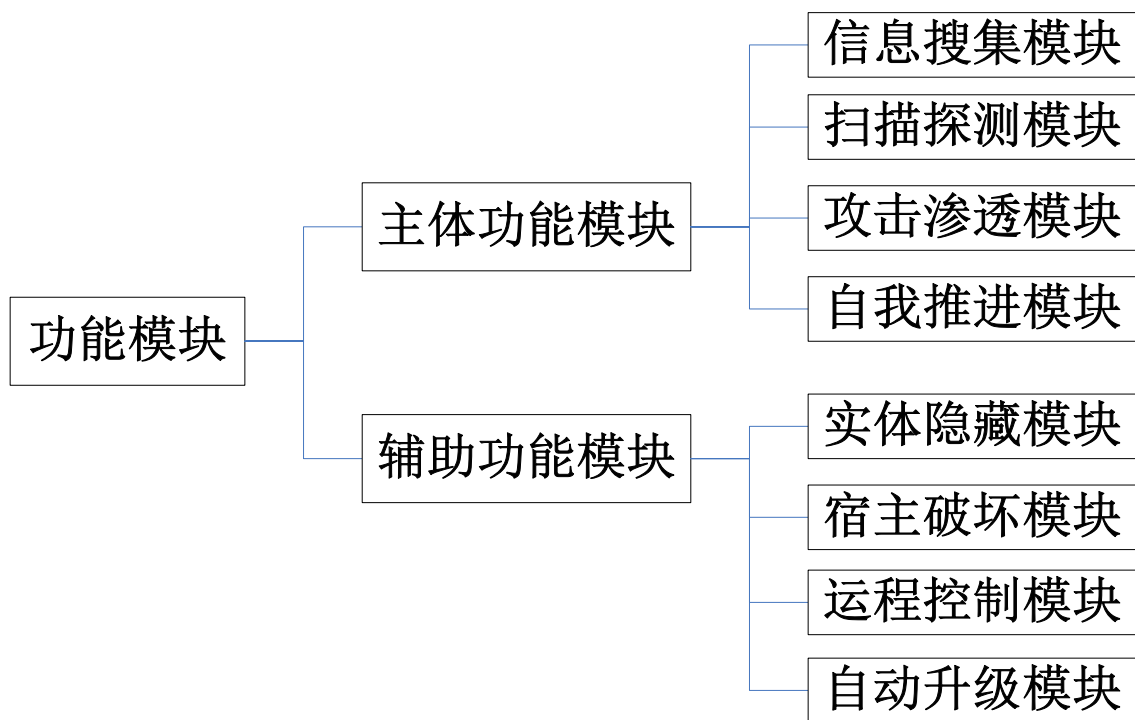 功能模块
主体功能模块
信息搜集模块
扫描探测模块
攻击渗透模块
自我推进模块
辅助功能模块
实体隐藏模块
宿主破坏模块
运程控制模块
自动升级模块